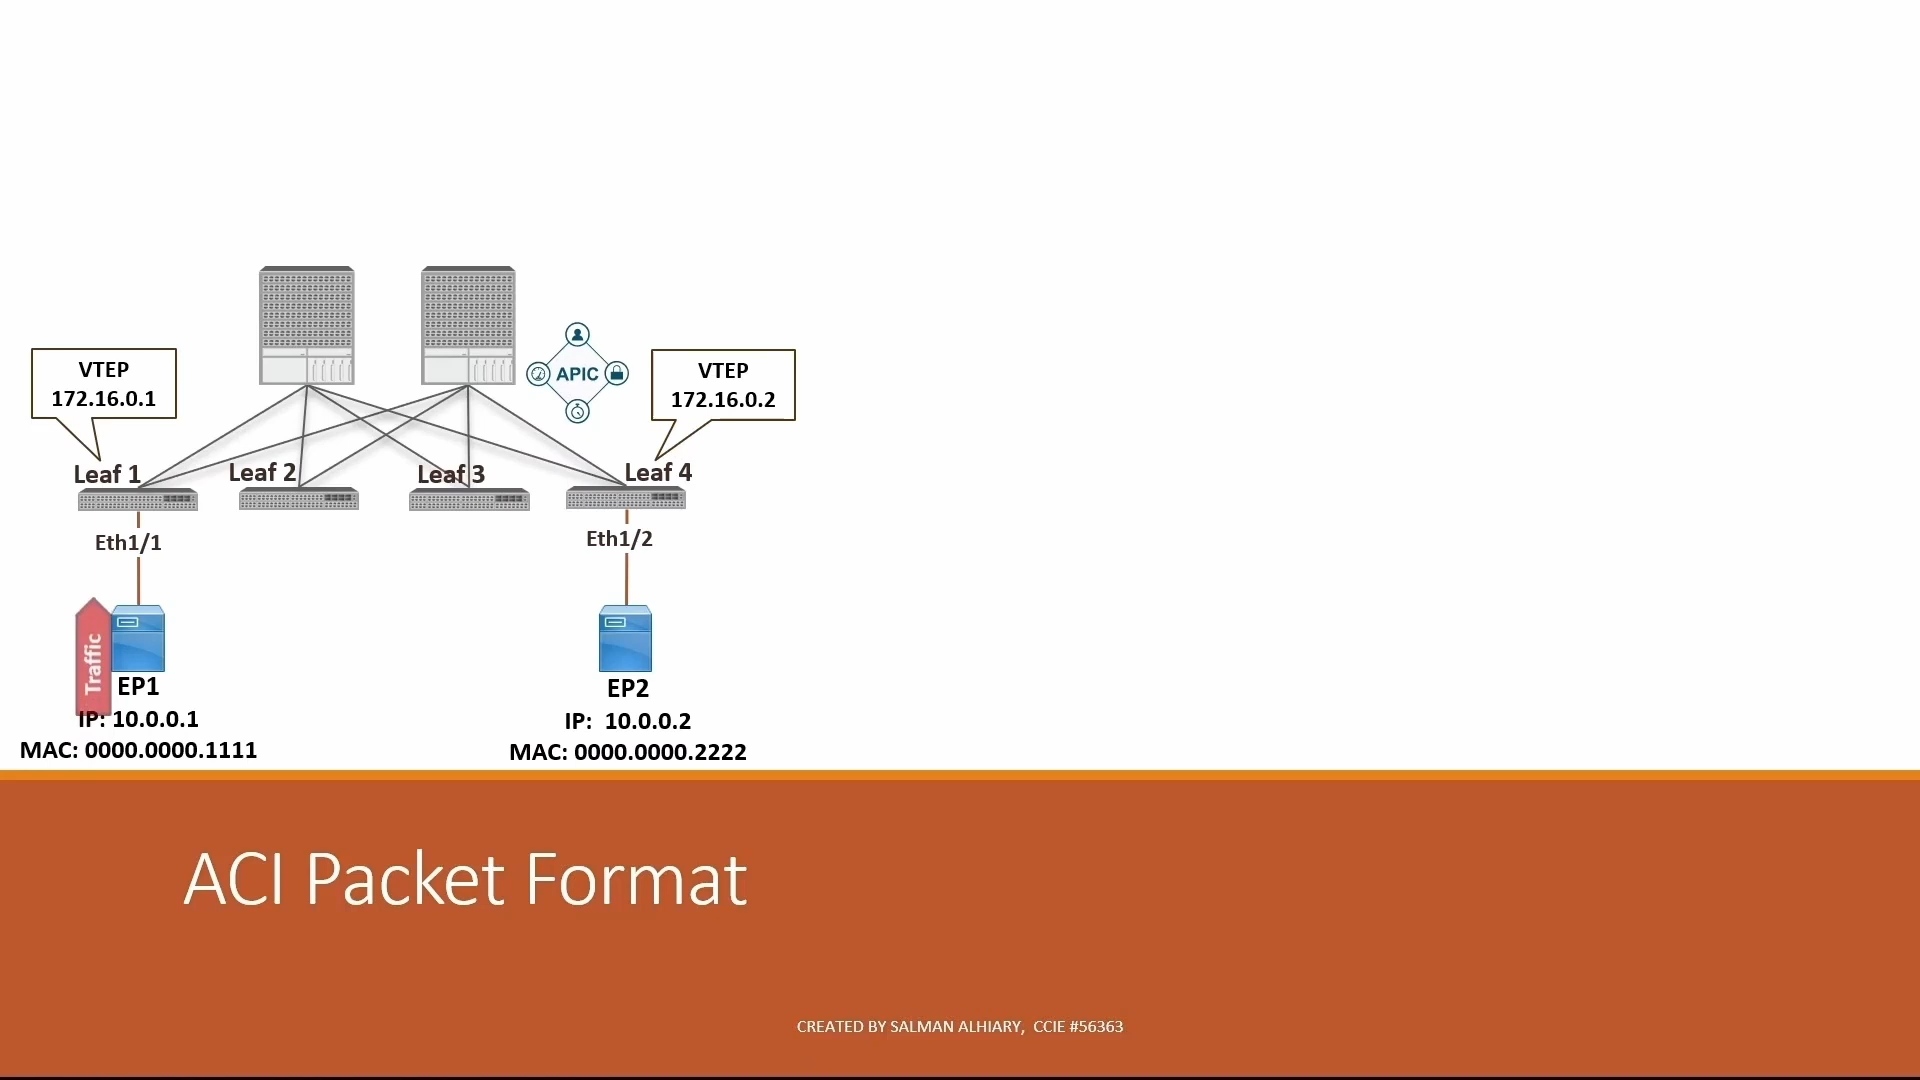 APIC
VTEP
172.16.0.1
VTEP
172.16.0.2
Leaf 1
Leaf 2
Leaf 3
Leaf 4
Eth1/1
Eth1/2
Traffic
EP1
IP: 10.0.0.1
MAC: 0000.0000.1111
EP2
IP:  10.0.0.2
MAC: 0000.0000.2222
ACI Packet Format
CREATED BY SALMAN ALHIARY,  CCIE #56363